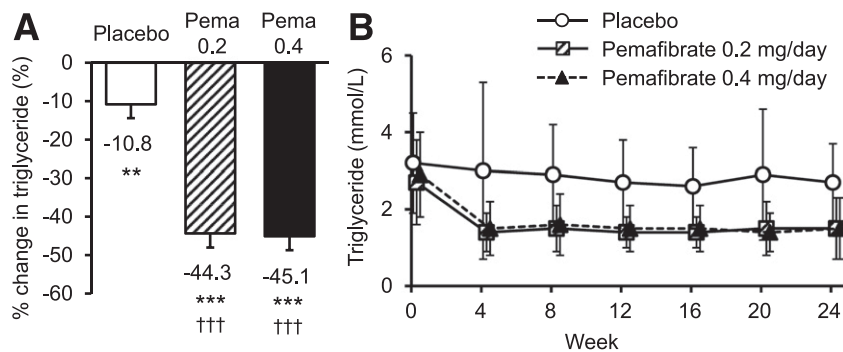 A
Placebo
Pema 0.2
Pema 0.4
% change in triglyceride (%)
0
-10
-20
-30
-40
-50
-60
-10.8
**
-44.3
***
†††
-45.1
***
†††
B
Placebo
Pemafibrate 0.2 mg/day
Pemafibrate 0.4 mg/day
Triglyceride (mmol/L)
6
4
2
0
0 4 8 12 16 20 24
Week